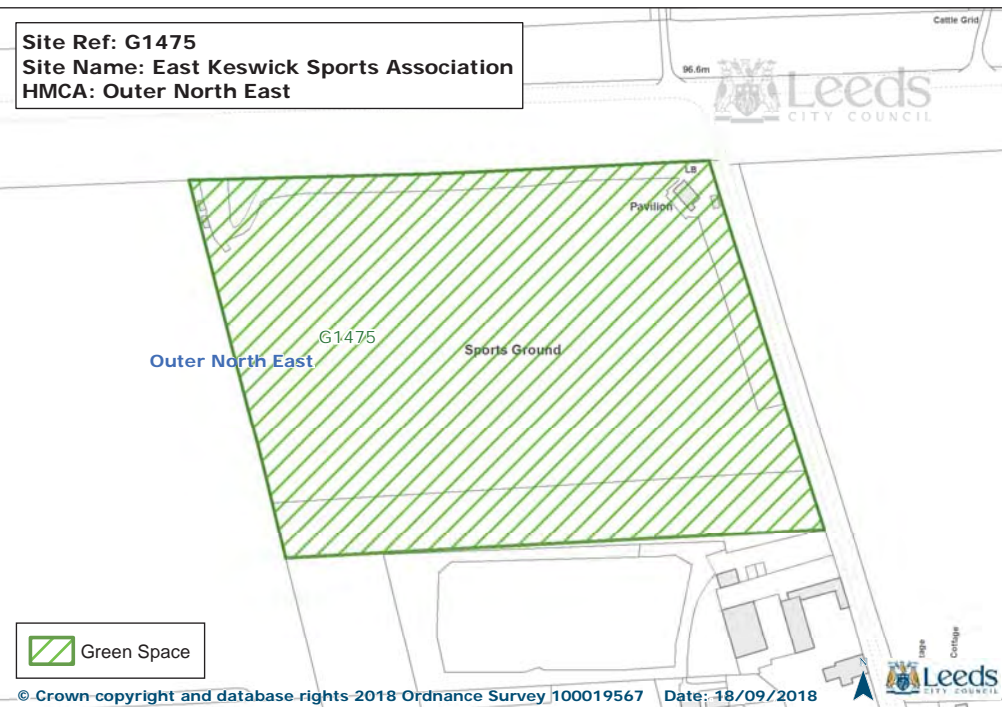 Site Ref: G1475
Site Name: East Keswick Sports Association
HMCA: Outer North East
Cattle Grid
96.6m
Leeds
CITY COUNCIL
LB
Pavilion
G1475
Sports Ground
Outer North East
Green Space
tage
Cottage
N
Leeds
CITY COUNCIL
© Crown copyright and database rights 2018 Ordnance Survey 100019567 Date: 18/09/2018